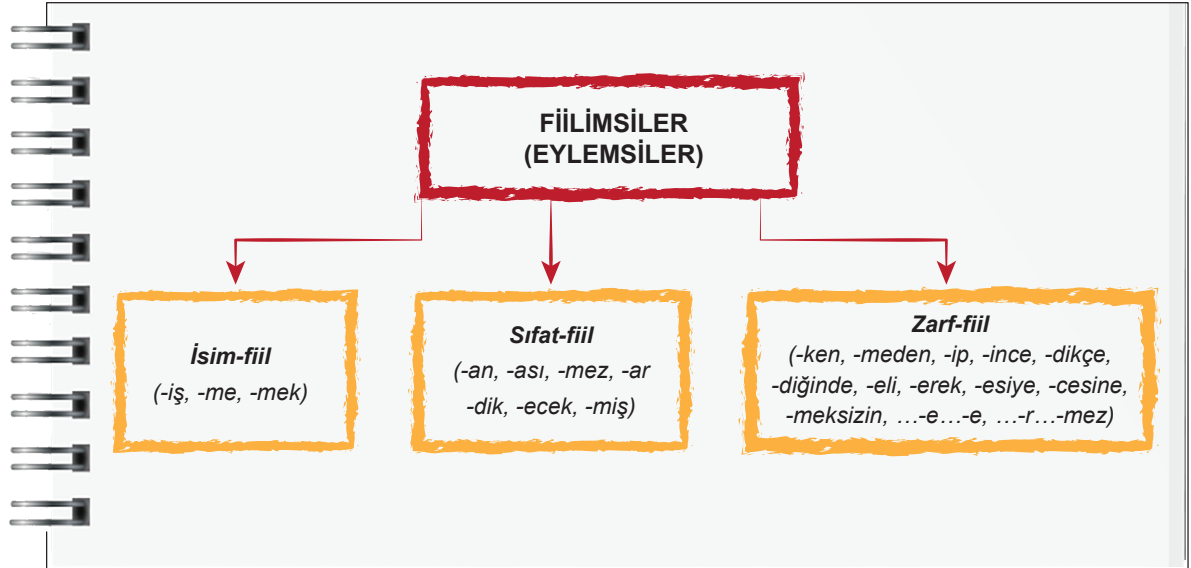 FİİLİMSİLER
(EYLEMSİLER)
İsim-fiil
(-iş, -me, -mek)
Sıfat-fiil
(-an, -ası, -mez, -ar
-dik, -ecek, -miş)
Zarf-fiil
(-ken, -meden, -ip, -ince, -dikçe,
-diğinde, -eli, -erek, -esiye, -cesine,
-meksizin, …-e…-e, …-r…-mez)